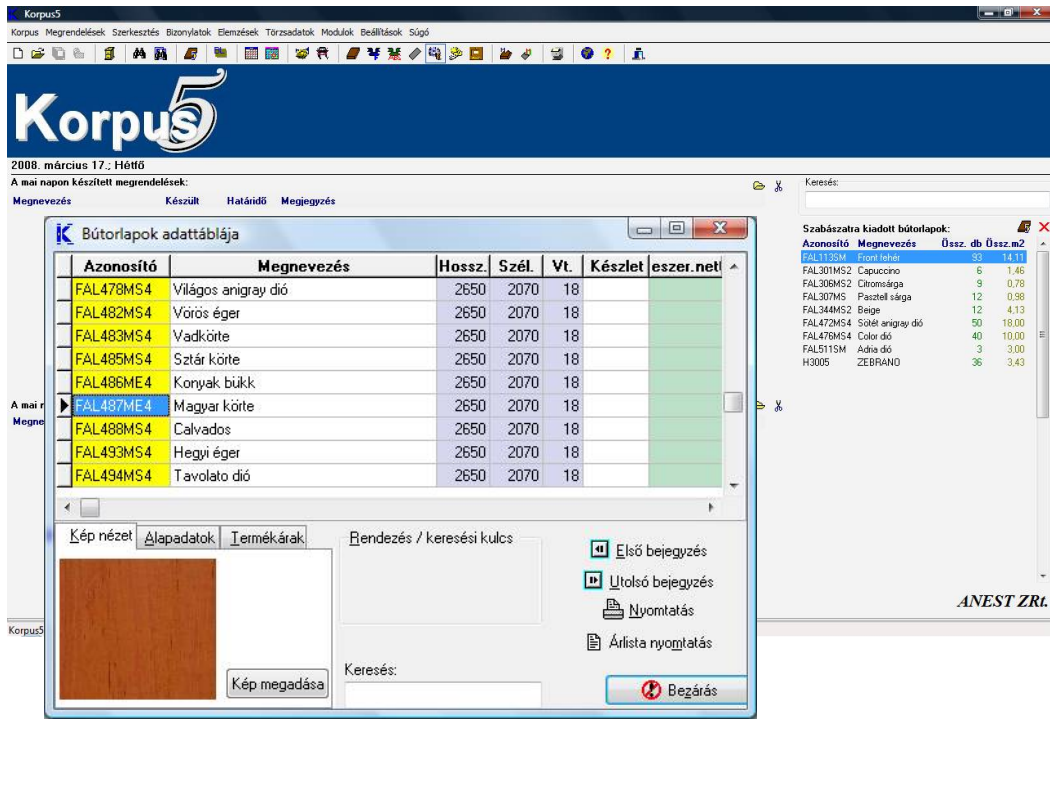 Korpus5
Korpus Megrendelések Szerkesztés Bizonylatok Elemzések Törzsadatok Modulok Beállítások Súgó
Korpus5
2008. március 17.; Hétfő
A mai napon készített megrendelések:
Megnevezés Készült Határidő Megjegyzés
Keresés:
Szabászatra kiadott bútorlapok:
Azonosító Megnevezés Össz. db Össz.m2
FAL113SM Front fehér 93 14,11
FAL301MS2 Capuccino 6 1,46
FAL306MS2 Citromsárga 9 0,78
FAL307MS Pasztell sárga 12 0,98
FAL344MS2 Beige 12 4,13
FAL472MS4 Sötét anigray dió 50 18,00
FAL476MS4 Color dió 40 10,00
FAL511SM Adria dió 3 3,00
H3005 ZEBRANO 36 3,43
Bútorlapok adattáblája
Azonosító Megnevezés Hossz. Szél. Vt. Készlet eszer.nett
FAL478MS4 Világos anigray dió 2650 2070 18
FAL482MS4 Vörös éger 2650 2070 18
FAL483MS4 Vadkörte 2650 2070 18
FAL485MS4 Sztár körte 2650 2070 18
FAL486ME4 Konyak bükk 2650 2070 18
FAL487ME4 Magyar körte 2650 2070 18
FAL488MS4 Calvados 2650 2070 18
FAL493MS4 Hegyi éger 2650 2070 18
FAL494MS4 Tavolato dió 2650 2070 18
A mai
Megne
Kép nézet Alapadatok Termékárak
Rendezés / keresési kulcs
Első bejegyzés
Utolsó bejegyzés
Nyomtatás
Árlista nyomtatás
Kép megadása
Keresés:
Bezárás
ANEST ZRt.
Korpus5